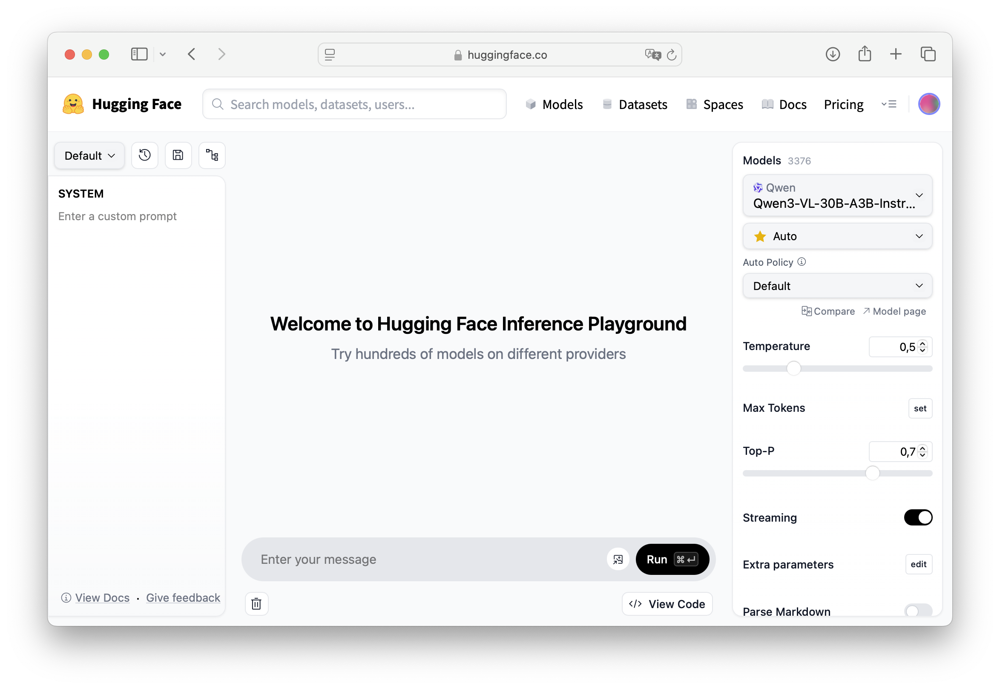 huggingface.co
Hugging Face
Search models, datasets, users...
Models
Datasets
Spaces
Docs
Pricing
Default
SYSTEM
Enter a custom prompt
View Docs · Give feedback
Welcome to Hugging Face Inference Playground
Try hundreds of models on different providers
Enter your message
Run ⌘ ↵
</> View Code
Models 3376
Qwen
Qwen3-VL-30B-A3B-Instr...
Auto
Auto Policy
Default
Compare
Model page
Temperature
0,5
Max Tokens
set
Top-P
0,7
Streaming
Extra parameters
edit
Parse Markdown